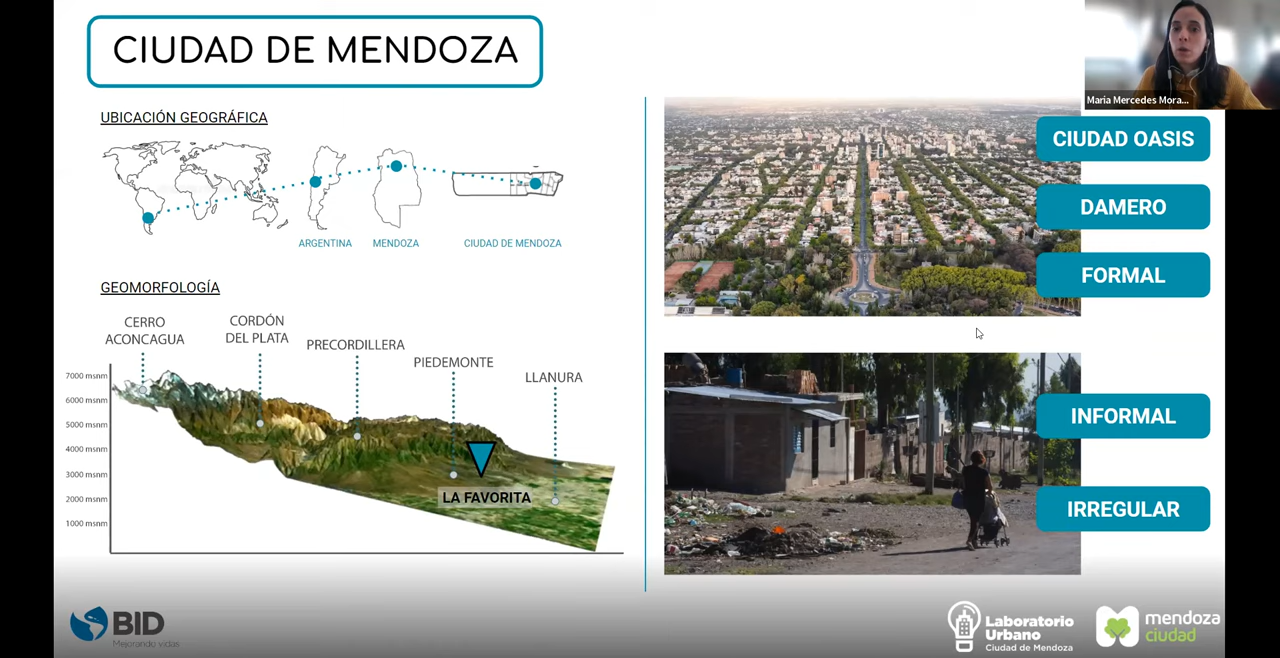 CIUDAD DE MENDOZA
Maria Mercedes Mora...
UBICACIÓN GEOGRÁFICA
ARGENTINA
MENDOZA
CIUDAD DE MENDOZA
GEOMORFOLOGÍA
CERRO
ACONCAGUA
CORDÓN
DEL PLATA
PRECORDILLERA
PIEDEMONTE
LLANURA
7000 msnm
6000 msnm
5000 msnm
4000 msnm
3000 msnm
2000 msnm
1000 msnm
LA FAVORITA
CIUDAD OASIS
DAMERO
FORMAL
INFORMAL
IRREGULAR
BID
Mejorando vidas
Laboratorio
Urbano
Ciudad de Mendoza
mendoza
ciudad